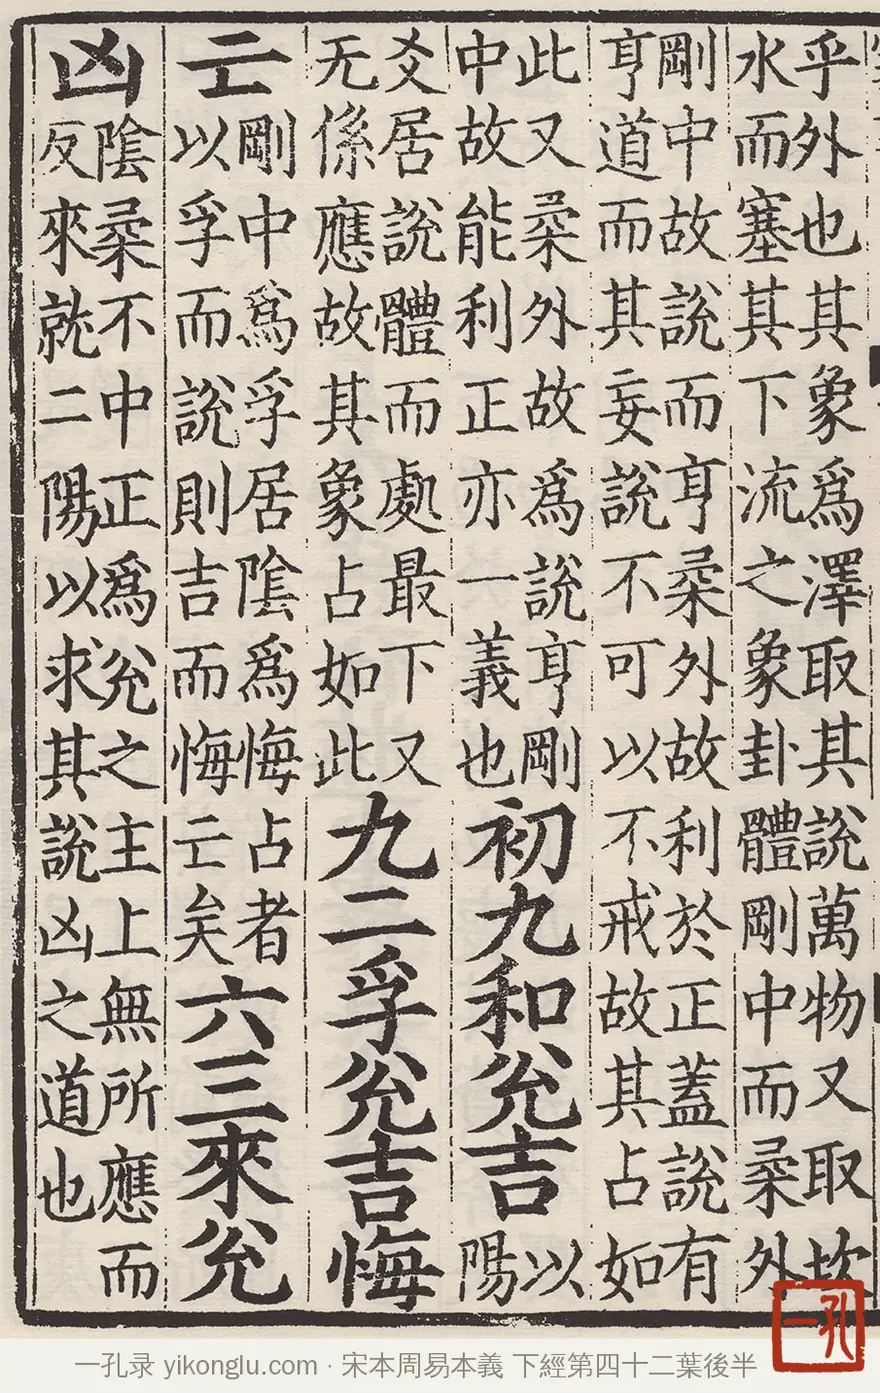 乎外也其象爲澤取其說萬物又取坎
水而塞其下流之象卦體剛中而柔外
剛中故說而亨柔外故利於正蓋說有
亨道而其妄說不可以不戒故其占如
此又柔外故爲說亨剛
中故能利正亦一義也
初九和兊吉
以
陽
爻居說體而處最下又
无係應故其象占如此
九二孚兊吉悔
亡
剛中爲孚居陰爲悔占者
以孚而說則吉而悔亡矣
六三來兊
凶
陰柔不中正爲兊之主上無所應而
反來就二陽以求其說凶之道也
一孔
一孔录 yikonglu.com · 宋本周易本義 下經第四十二葉後半